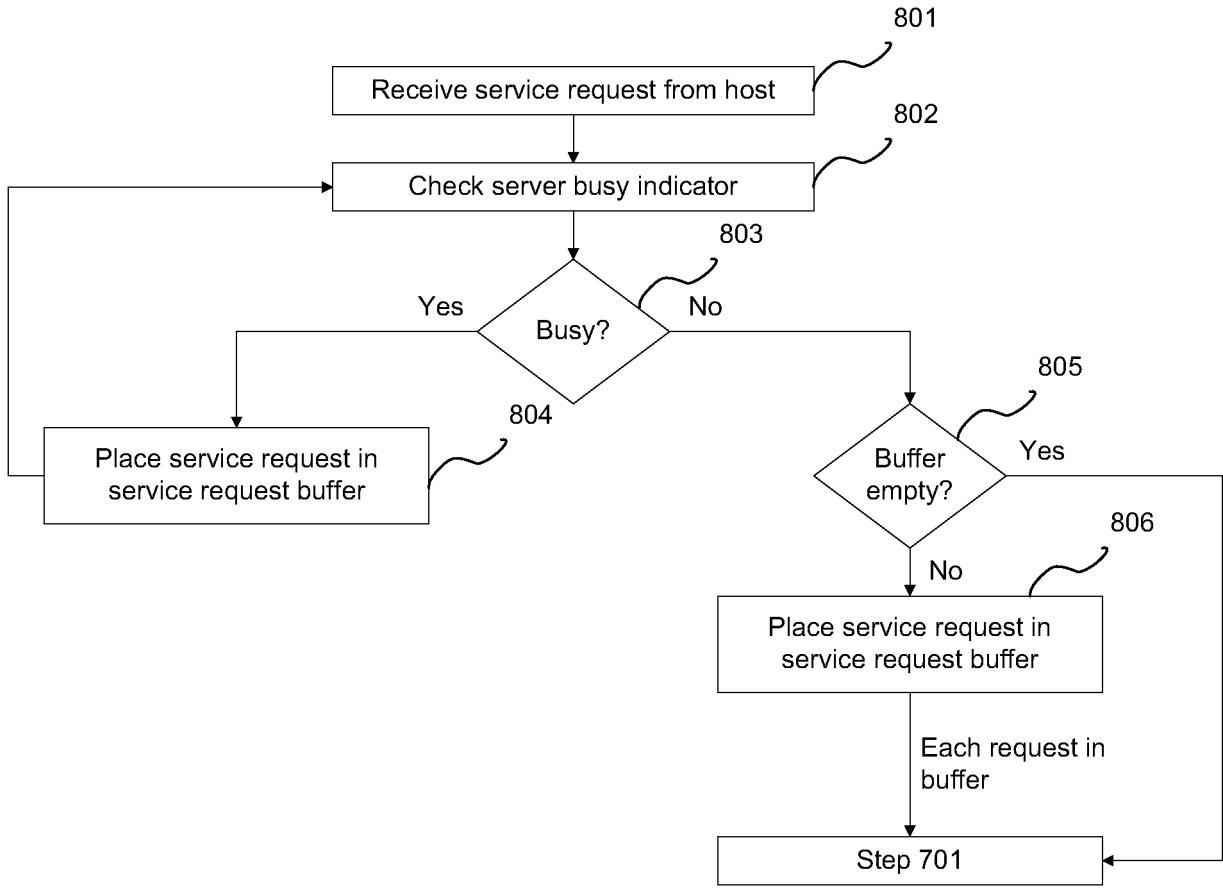 801
Receive service request from host
802
Check server busy indicator
803
Yes
No
Busy?
805
804
Place service request in
service request buffer
Buffer
empty?
Yes
806
No
Place service request in
service request buffer
Each request in
buffer
Step 701